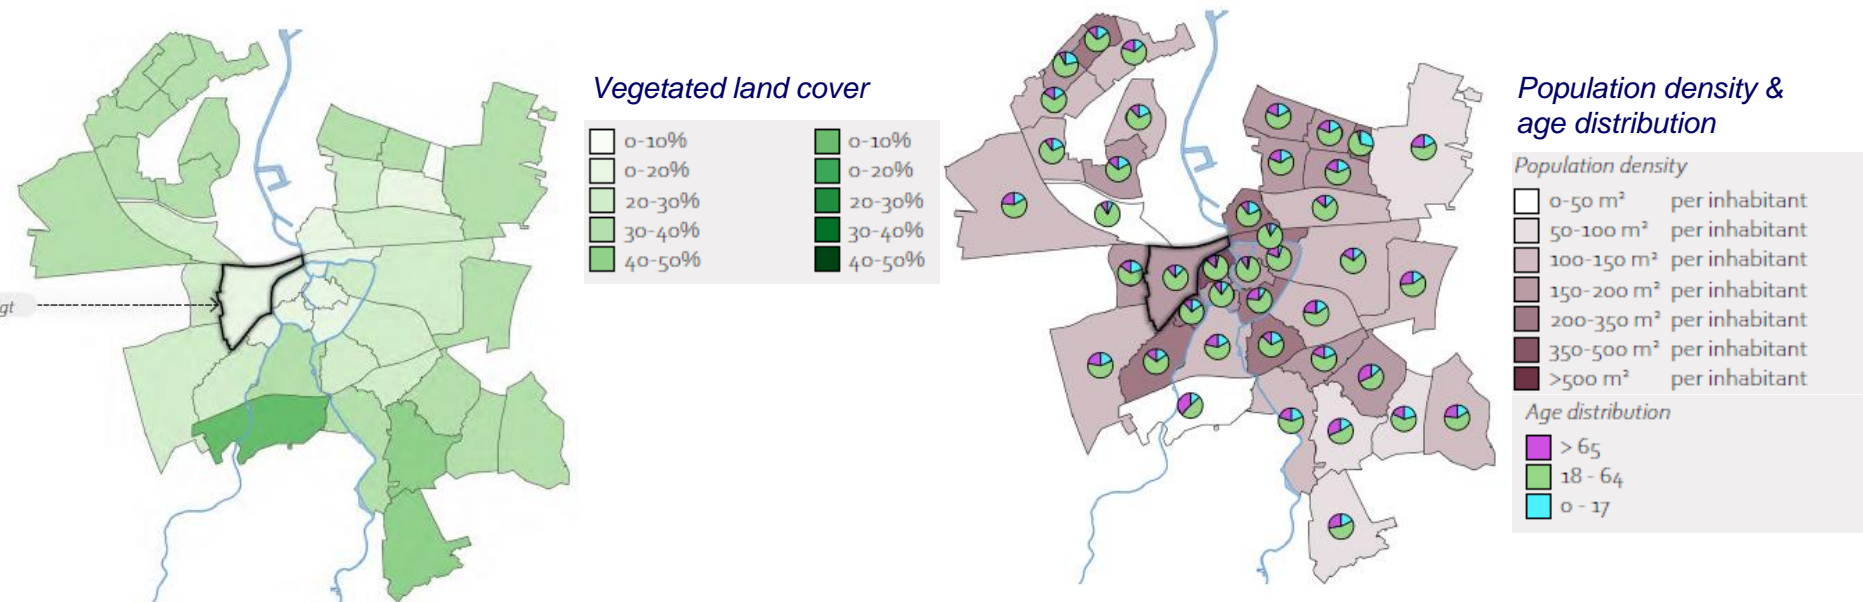 gt
Vegetated land cover
0-10%
0-20%
20-30%
30-40%
40-50%
0-10%
0-20%
20-30%
30-40%
40-50%
Population density &
age distribution
Population density
0-50 m² per inhabitant
50-100 m² per inhabitant
100-150 m² per inhabitant
150-200 m² per inhabitant
200-350 m² per inhabitant
350-500 m² per inhabitant
>500 m² per inhabitant
Age distribution
> 65
18 - 64
0 - 17